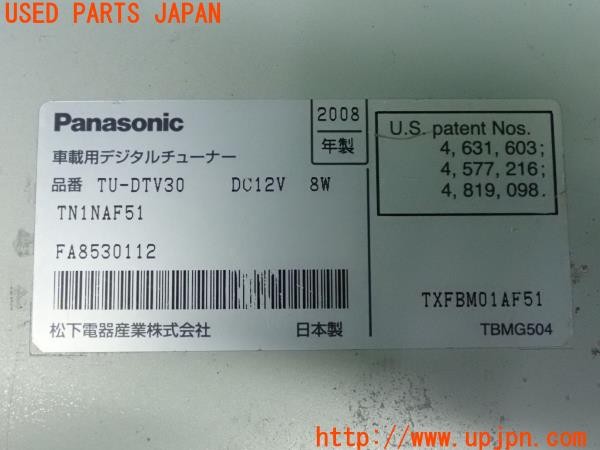 USED PARTS JAPAN
Panasonic
2008
年製
車載用デジタルチューナー
品番 TU-DTV30 DC12V 8W
TN1NAF51
FA8530112
松下電器産業株式会社 日本製
U.S. patent Nos.
4,631,603;
4,577,216;
4,819,098.
TXFBM01AF51
TBMG504
http://www.upjpn.com